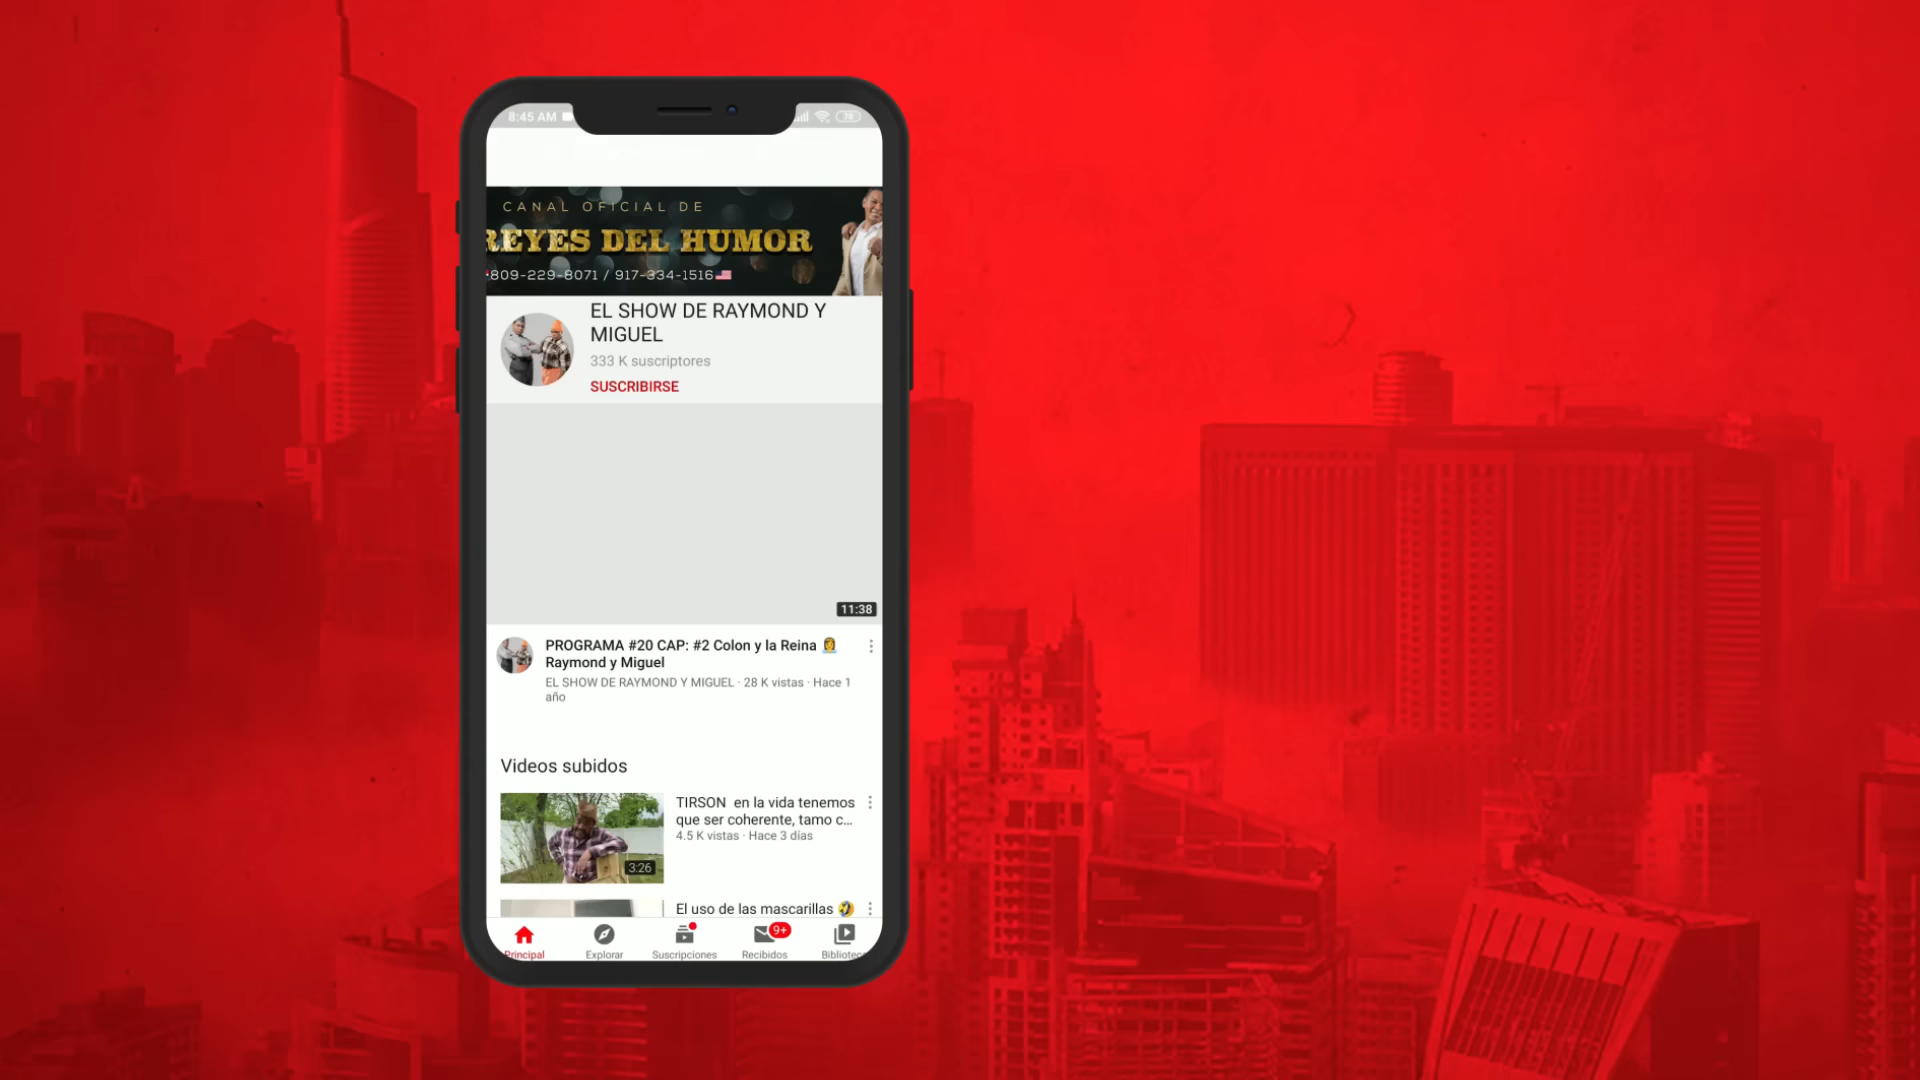 8:45 AM
78
CANAL OFICIAL DE
REYES DEL HUMOR
809-229-8071 / 917-334-1516
EL SHOW DE RAYMOND Y
MIGUEL
333 K suscriptores
SUSCRIBIRSE
11:38
PROGRAMA #20 CAP: #2 Colon y la Reina 👸
Raymond y Miguel
EL SHOW DE RAYMOND Y MIGUEL · 28 K vistas · Hace 1
año
Videos subidos
TIRSON en la vida tenemos
que ser coherente, tamo c...
4.5 K vistas · Hace 3 días
3:26
El uso de las mascarillas 🤣
9+
Principal
Explorar
Suscripciones
Recibidos
Bibliotec